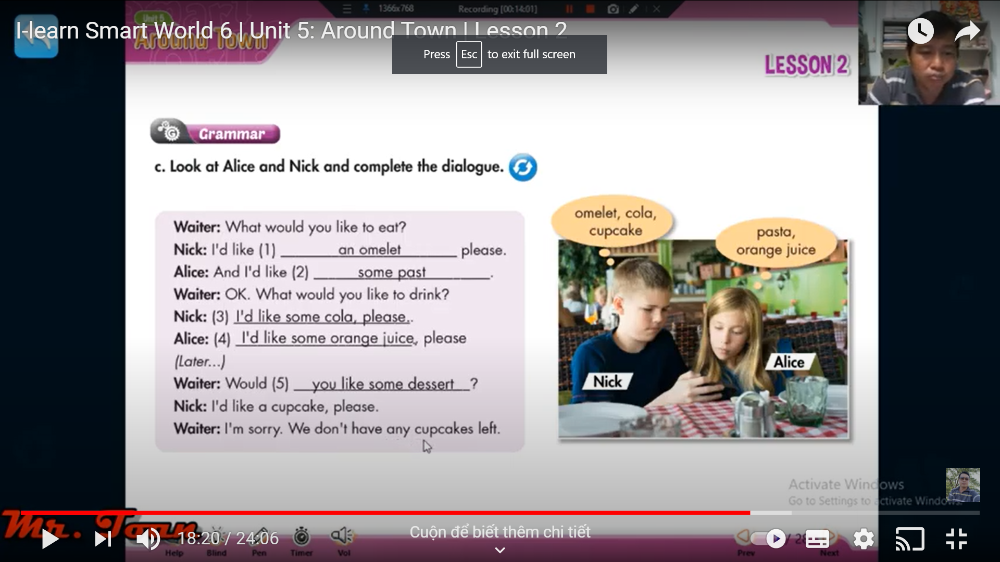 1366x768
Recording [00:14:01]
Unit 5
I-learn Smart World 6 | Unit 5: Around Town | Lesson 2
Around Town
Press Esc to exit full screen
LESSON 2
Grammar
c. Look at Alice and Nick and complete the dialogue.
Waiter: What would you like to eat?
Nick: I'd like (1) an omelet please.
Alice: And I'd like (2) some past.
Waiter: OK. What would you like to drink?
Nick: (3) I'd like some cola, please..
Alice: (4) I'd like some orange juice, please
(Later...)
Waiter: Would (5) you like some dessert?
Nick: I'd like a cupcake, please.
Waiter: I'm sorry. We don't have any cupcakes left.
omelet, cola,
cupcake
pasta,
orange juice
Nick
Alice
Activate Windows
Go to Settings to activate Windows.
Mr. Toan
18:20 / 24:06
Cuộn để biết thêm chi tiết
/ 28
Help
Blind
Pen
Timer
Vol
Prev
Next